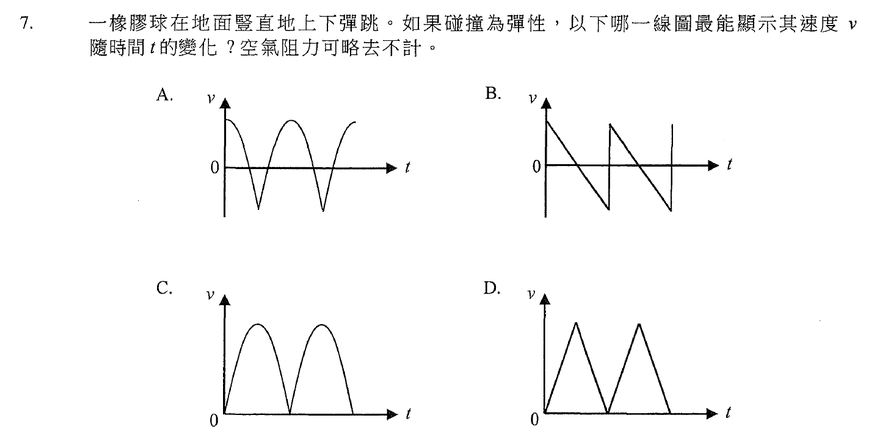 7. 一橡膠球在地面豎直地上下彈跳。如果碰撞為彈性，以下哪一線圖最能顯示其速度 v
隨時間 t 的變化？空氣阻力可略去不計。
A. v 0 t
B. v 0 t
C. v 0 t
D. v 0 t